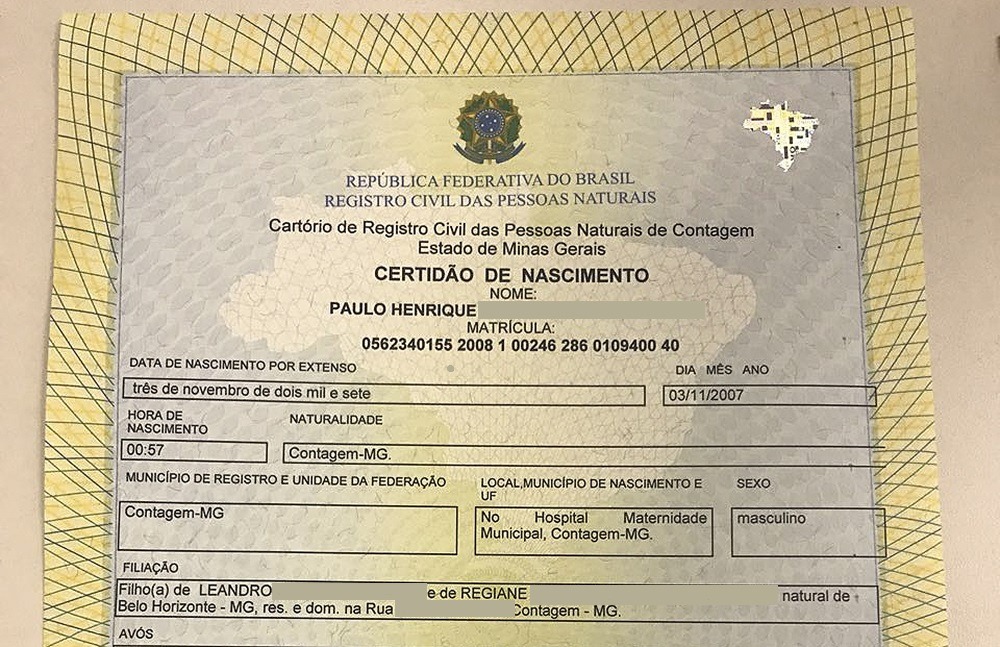 REPÚBLICA FEDERATIVA DO BRASIL
REGISTRO CIVIL DAS PESSOAS NATURAIS
Cartório de Registro Civil das Pessoas Naturais de Contagem
Estado de Minas Gerais
CERTIDÃO DE NASCIMENTO
NOME:
PAULO HENRIQUE
MATRÍCULA:
0562340155 2008 1 00246 286 0109400 40
DATA DE NASCIMENTO POR EXTENSO
DIA MÊS ANO
três de novembro de dois mil e sete
03/11/2007
HORA DE NASCIMENTO
NATURALIDADE
00:57
Contagem-MG.
MUNICÍPIO DE REGISTRO E UNIDADE DA FEDERAÇÃO
LOCAL,MUNICÍPIO DE NASCIMENTO E UF
SEXO
Contagem-MG
No Hospital Maternidade
Municipal, Contagem-MG.
masculino
FILIAÇÃO
Filho(a) de LEANDRO e de REGIANE natural de
Belo Horizonte - MG, res. e dom. na Rua Contagem - MG.
AVÓS